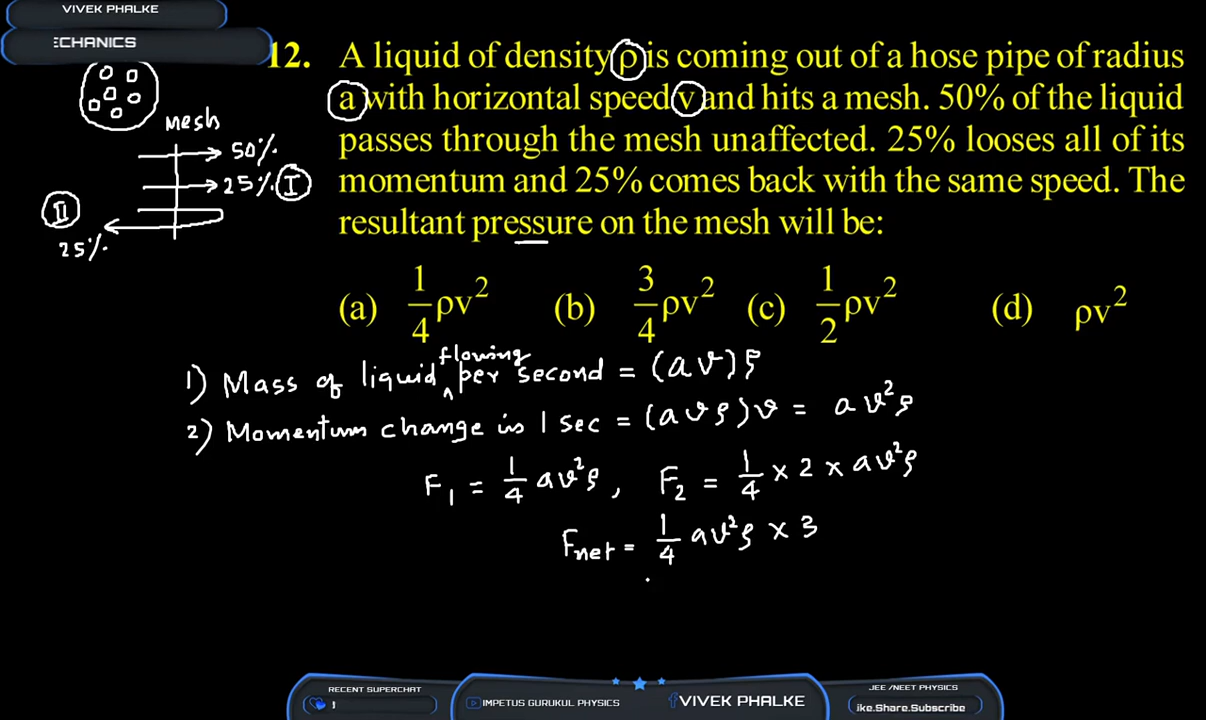 VIVEK PHALKE
ECHANICS
12. A liquid of density ρ is coming out of a hose pipe of radius
a with horizontal speed v and hits a mesh. 50% of the liquid
passes through the mesh unaffected. 25% looses all of its
momentum and 25% comes back with the same speed. The
resultant pressure on the mesh will be:
(a) 1/4 ρv² (b) 3/4 ρv² (c) 1/2 ρv² (d) ρv²
mesh
50%.
25%. I
II
25%.
1) Mass of liquid flowing per second = (av)ρ
2) Momentum change is 1 sec = (avρ)v = av²ρ
F₁ = 1/4 av²ρ, F₂ = 1/4 × 2 × av²ρ
Fnet = 1/4 av²ρ × 3
RECENT SUPERCHAT
1
IMPETUS GURUKUL PHYSICS
VIVEK PHALKE
JEE /NEET PHYSICS
ike.Share.Subscribe